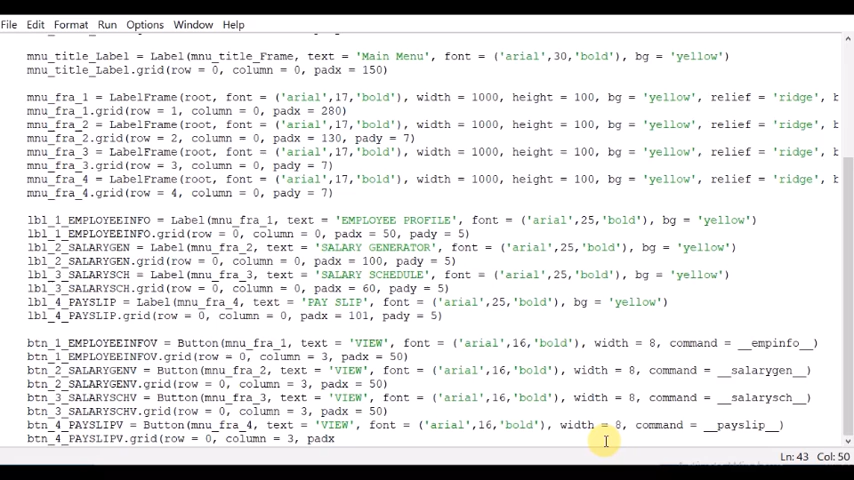 File Edit Format Run Options Window Help
mnu_title_Label = Label(mnu_title_Frame, text = 'Main Menu', font = ('arial',30,'bold'), bg = 'yellow')
mnu_title_Label.grid(row = 0, column = 0, padx = 150)
mnu_fra_1 = LabelFrame(root, font = ('arial',17,'bold'), width = 1000, height = 100, bg = 'yellow', relief = 'ridge', b
mnu_fra_1.grid(row = 1, column = 0, padx = 280)
mnu_fra_2 = LabelFrame(root, font = ('arial',17,'bold'), width = 1000, height = 100, bg = 'yellow', relief = 'ridge', b
mnu_fra_2.grid(row = 2, column = 0, padx = 130, pady = 7)
mnu_fra_3 = LabelFrame(root, font = ('arial',17,'bold'), width = 1000, height = 100, bg = 'yellow', relief = 'ridge', b
mnu_fra_3.grid(row = 3, column = 0, pady = 7)
mnu_fra_4 = LabelFrame(root, font = ('arial',17,'bold'), width = 1000, height = 100, bg = 'yellow', relief = 'ridge', b
mnu_fra_4.grid(row = 4, column = 0, pady = 7)
lbl_1_EMPLOYEEINFO = Label(mnu_fra_1, text = 'EMPLOYEE PROFILE', font = ('arial',25,'bold'), bg = 'yellow')
lbl_1_EMPLOYEEINFO.grid(row = 0, column = 0, padx = 50, pady = 5)
lbl_2_SALARYGEN = Label(mnu_fra_2, text = 'SALARY GENERATOR', font = ('arial',25,'bold'), bg = 'yellow')
lbl_2_SALARYGEN.grid(row = 0, column = 0, padx = 100, pady = 5)
lbl_3_SALARYSCH = Label(mnu_fra_3, text = 'SALARY SCHEDULE', font = ('arial',25,'bold'), bg = 'yellow')
lbl_3_SALARYSCH.grid(row = 0, column = 0, padx = 60, pady = 5)
lbl_4_PAYSLIP = Label(mnu_fra_4, text = 'PAY SLIP', font = ('arial',25,'bold'), bg = 'yellow')
lbl_4_PAYSLIP.grid(row = 0, column = 0, padx = 101, pady = 5)
btn_1_EMPLOYEEINFOV = Button(mnu_fra_1, text = 'VIEW', font = ('arial',16,'bold'), width = 8, command = __empinfo__)
btn_1_EMPLOYEEINFOV.grid(row = 0, column = 3, padx = 50)
btn_2_SALARYGENV = Button(mnu_fra_2, text = 'VIEW', font = ('arial',16,'bold'), width = 8, command = __salarygen__)
btn_2_SALARYGENV.grid(row = 0, column = 3, padx = 50)
btn_3_SALARYSCHV = Button(mnu_fra_3, text = 'VIEW', font = ('arial',16,'bold'), width = 8, command = __salarysch__)
btn_3_SALARYSCHV.grid(row = 0, column = 3, padx = 50)
btn_4_PAYSLIPV = Button(mnu_fra_4, text = 'VIEW', font = ('arial',16,'bold'), width = 8, command = __payslip__)
btn_4_PAYSLIPV.grid(row = 0, column = 3, padx
Ln: 43 Col: 50